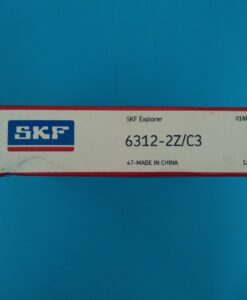 SKF Explorer
SKF
6312-2Z/C3
47-MADE IN CHINA